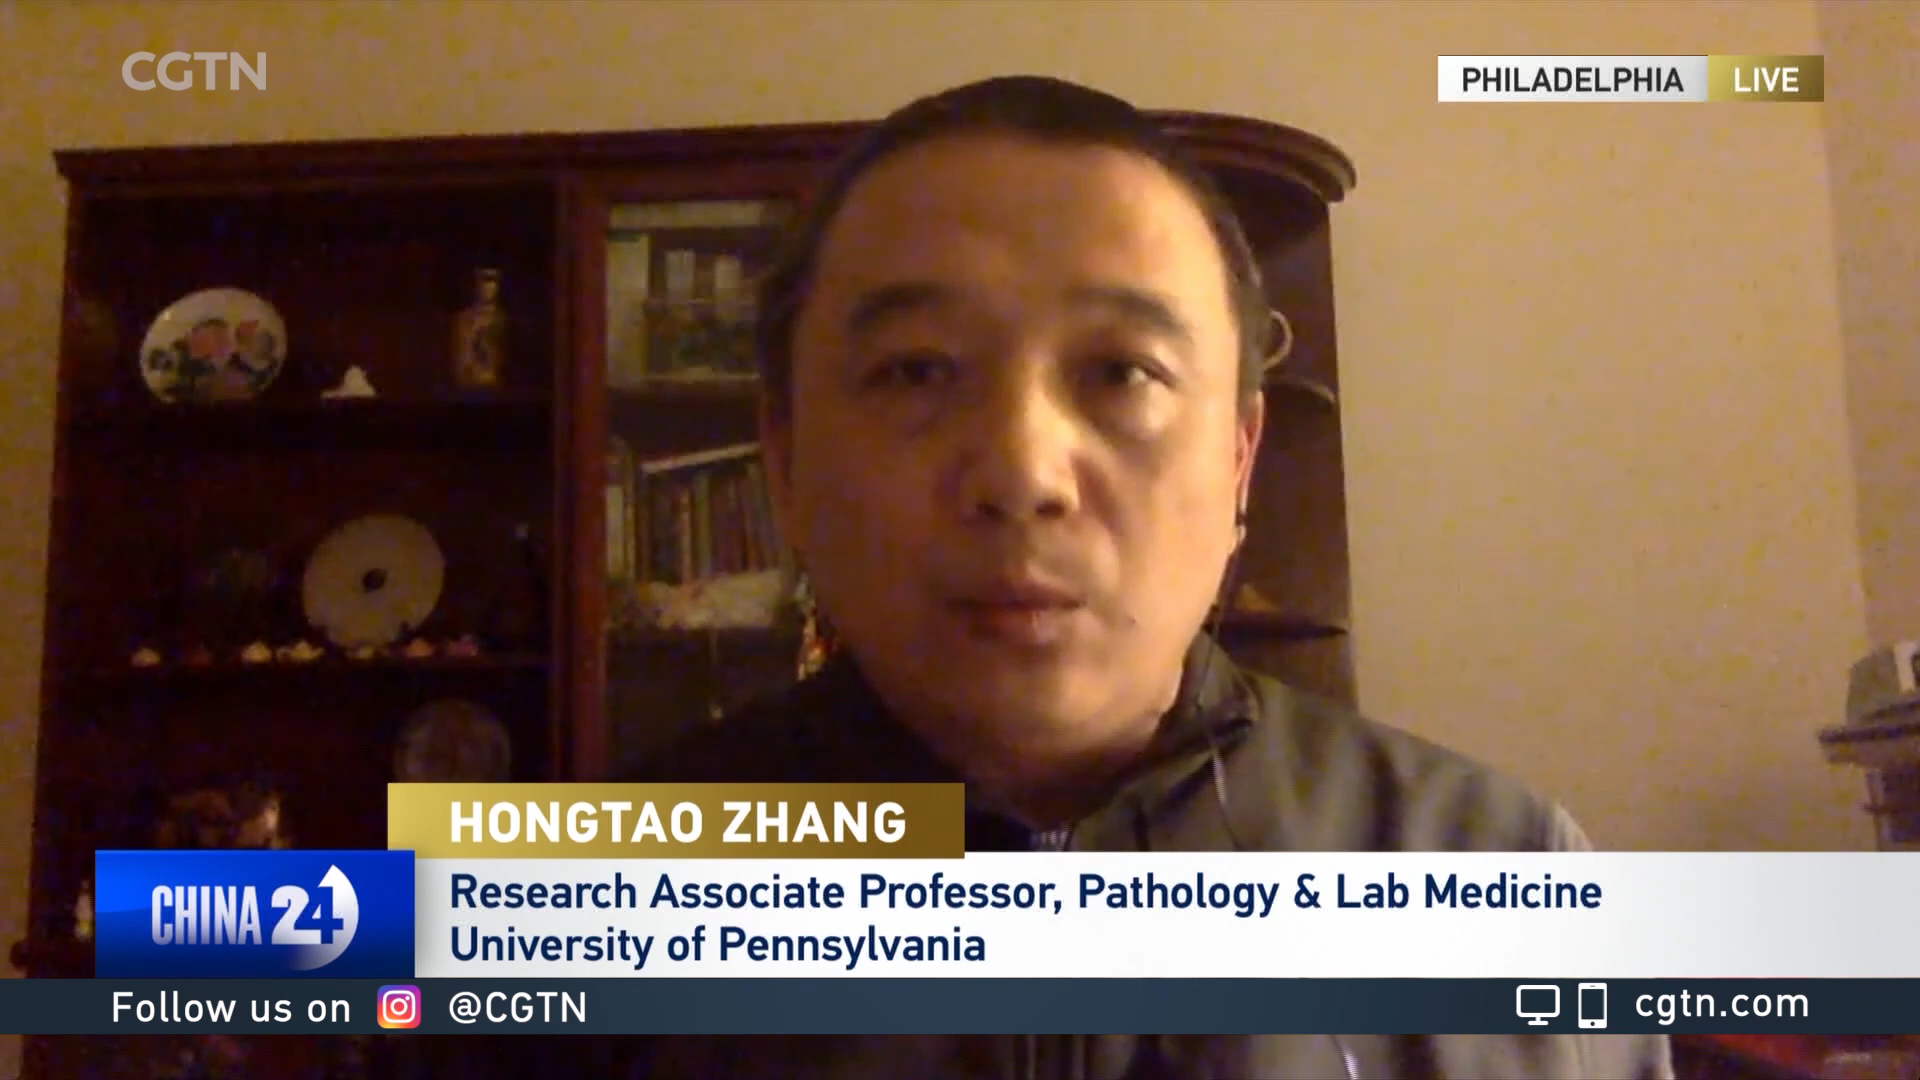 CGTN
PHILADELPHIA LIVE
HONGTAO ZHANG
CHINA 24
Research Associate Professor, Pathology & Lab Medicine
University of Pennsylvania
Follow us on @CGTN
cgtn.com